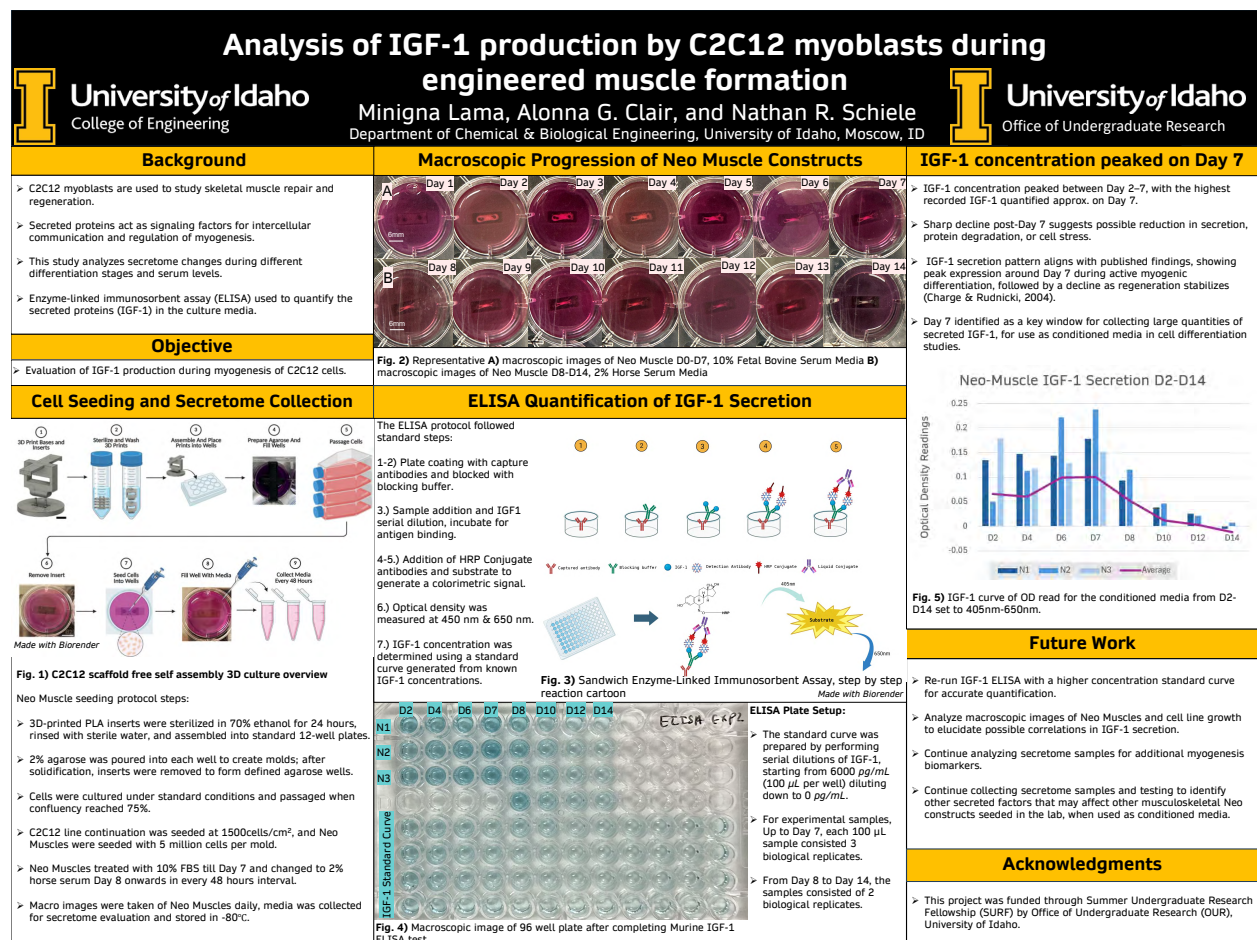 Analysis of IGF-1 production by C2C12 myoblasts during
engineered muscle formation
Minigna Lama, Alonna G. Clair, and Nathan R. Schiele
Department of Chemical & Biological Engineering, University of Idaho, Moscow, ID
University of Idaho
College of Engineering
University of Idaho
Office of Undergraduate Research
Background
➢ C2C12 myoblasts are used to study skeletal muscle repair and
regeneration.
➢ Secreted proteins act as signaling factors for intercellular
communication and regulation of myogenesis.
➢ This study analyzes secretome changes during different
differentiation stages and serum levels.
➢ Enzyme-linked immunosorbent assay (ELISA) used to quantify the
secreted proteins (IGF-1) in the culture media.
Objective
➢ Evaluation of IGF-1 production during myogenesis of C2C12 cells.
Cell Seeding and Secretome Collection
1
3D Print Bases and
Inserts
2
Sterilize and Wash
3D Prints
3
Assemble And Place
Prints into Wells
4
Prepare Agarose And
Fill Wells
5
Passage Cells
6
Remove Insert
7
Seed Cells
Into Wells
8
Fill Well With Media
9
Collect Media
Every 48 Hours
Made with Biorender
Fig. 1) C2C12 scaffold free self assembly 3D culture overview
Neo Muscle seeding protocol steps:
➢ 3D-printed PLA inserts were sterilized in 70% ethanol for 24 hours,
rinsed with sterile water, and assembled into standard 12-well plates.
➢ 2% agarose was poured into each well to create molds; after
solidification, inserts were removed to form defined agarose wells.
➢ Cells were cultured under standard conditions and passaged when
confluency reached 75%.
➢ C2C12 line continuation was seeded at 1500cells/cm², and Neo
Muscles were seeded with 5 million cells per mold.
➢ Neo Muscles treated with 10% FBS till Day 7 and changed to 2%
horse serum Day 8 onwards in every 48 hours interval.
➢ Macro images were taken of Neo Muscles daily, media was collected
for secretome evaluation and stored in -80℃.
Macroscopic Progression of Neo Muscle Constructs
A
Day 1
Day 2
Day 3
Day 4
Day 5
Day 6
Day 7
6mm
B
Day 8
Day 9
Day 10
Day 11
Day 12
Day 13
Day 14
6mm
Fig. 2) Representative A) macroscopic images of Neo Muscle D0-D7, 10% Fetal Bovine Serum Media B)
macroscopic images of Neo Muscle D8-D14, 2% Horse Serum Media
ELISA Quantification of IGF-1 Secretion
The ELISA protocol followed
standard steps:
1-2) Plate coating with capture
antibodies and blocked with
blocking buffer.
3.) Sample addition and IGF1
serial dilution, incubate for
antigen binding.
4-5.) Addition of HRP Conjugate
antibodies and substrate to
generate a colorimetric signal.
6.) Optical density was
measured at 450 nm & 650 nm.
7.) IGF-1 concentration was
determined using a standard
curve generated from known
IGF-1 concentrations.
1
2
3
4
5
Captured antibody
Blocking buffer
IGF-1
Detection Antibody
HRP Conjugate
Liquid Conjugate
HRP
405nm
Substrate
650nm
Fig. 3) Sandwich Enzyme-Linked Immunosorbent Assay, step by step
reaction cartoon
Made with Biorender
D2 D4 D6 D7 D8 D10 D12 D14
ELISA EXP2
N1
N2
N3
IGF-1 Standard Curve
Fig. 4) Macroscopic image of 96 well plate after completing Murine IGF-1
ELISA test
ELISA Plate Setup:
➢ The standard curve was
prepared by performing
serial dilutions of IGF-1,
starting from 6000 pg/mL
(100 µL per well) diluting
down to 0 pg/mL.
➢ For experimental samples,
Up to Day 7, each 100 µL
sample consisted 3
biological replicates.
➢ From Day 8 to Day 14, the
samples consisted of 2
biological replicates.
IGF-1 concentration peaked on Day 7
➢ IGF-1 concentration peaked between Day 2–7, with the highest
recorded IGF-1 quantified approx. on Day 7.
➢ Sharp decline post-Day 7 suggests possible reduction in secretion,
protein degradation, or cell stress.
➢ IGF-1 secretion pattern aligns with published findings, showing
peak expression around Day 7 during active myogenic
differentiation, followed by a decline as regeneration stabilizes
(Charge & Rudnicki, 2004).
➢ Day 7 identified as a key window for collecting large quantities of
secreted IGF-1, for use as conditioned media in cell differentiation
studies.
Neo-Muscle IGF-1 Secretion D2-D14
Optical Density Readings
0.25
0.2
0.15
0.1
0.05
0
-0.05
D2 D4 D6 D7 D8 D10 D12 D14
N1 N2 N3 Average
Fig. 5) IGF-1 curve of OD read for the conditioned media from D2-
D14 set to 405nm-650nm.
Future Work
➢ Re-run IGF-1 ELISA with a higher concentration standard curve
for accurate quantification.
➢ Analyze macroscopic images of Neo Muscles and cell line growth
to elucidate possible correlations in IGF-1 secretion.
➢ Continue analyzing secretome samples for additional myogenesis
biomarkers.
➢ Continue collecting secretome samples and testing to identify
other secreted factors that may affect other musculoskeletal Neo
constructs seeded in the lab, when used as conditioned media.
Acknowledgments
➢ This project was funded through Summer Undergraduate Research
Fellowship (SURF) by Office of Undergraduate Research (OUR),
University of Idaho.